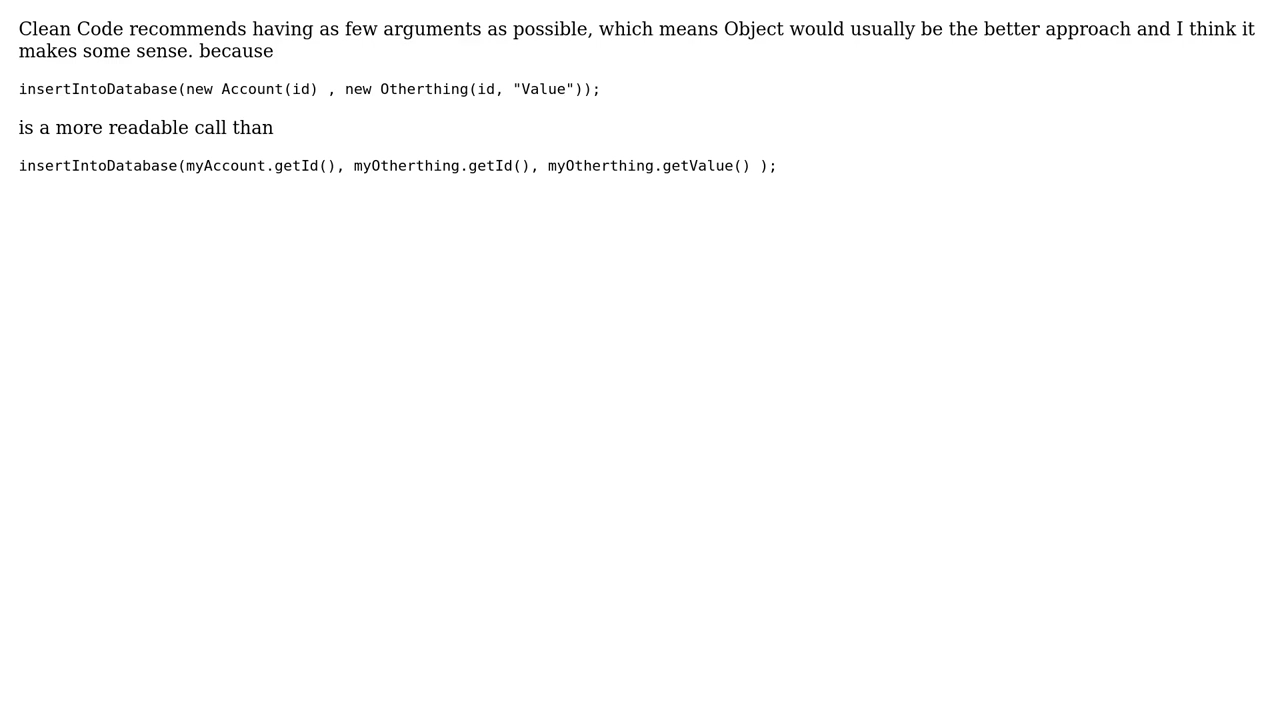 Clean Code recommends having as few arguments as possible, which means Object would usually be the better approach and I think it
makes some sense. because
insertIntoDatabase(new Account(id) , new Otherthing(id, "Value"));
is a more readable call than
insertIntoDatabase(myAccount.getId(), myOtherthing.getId(), myOtherthing.getValue() );